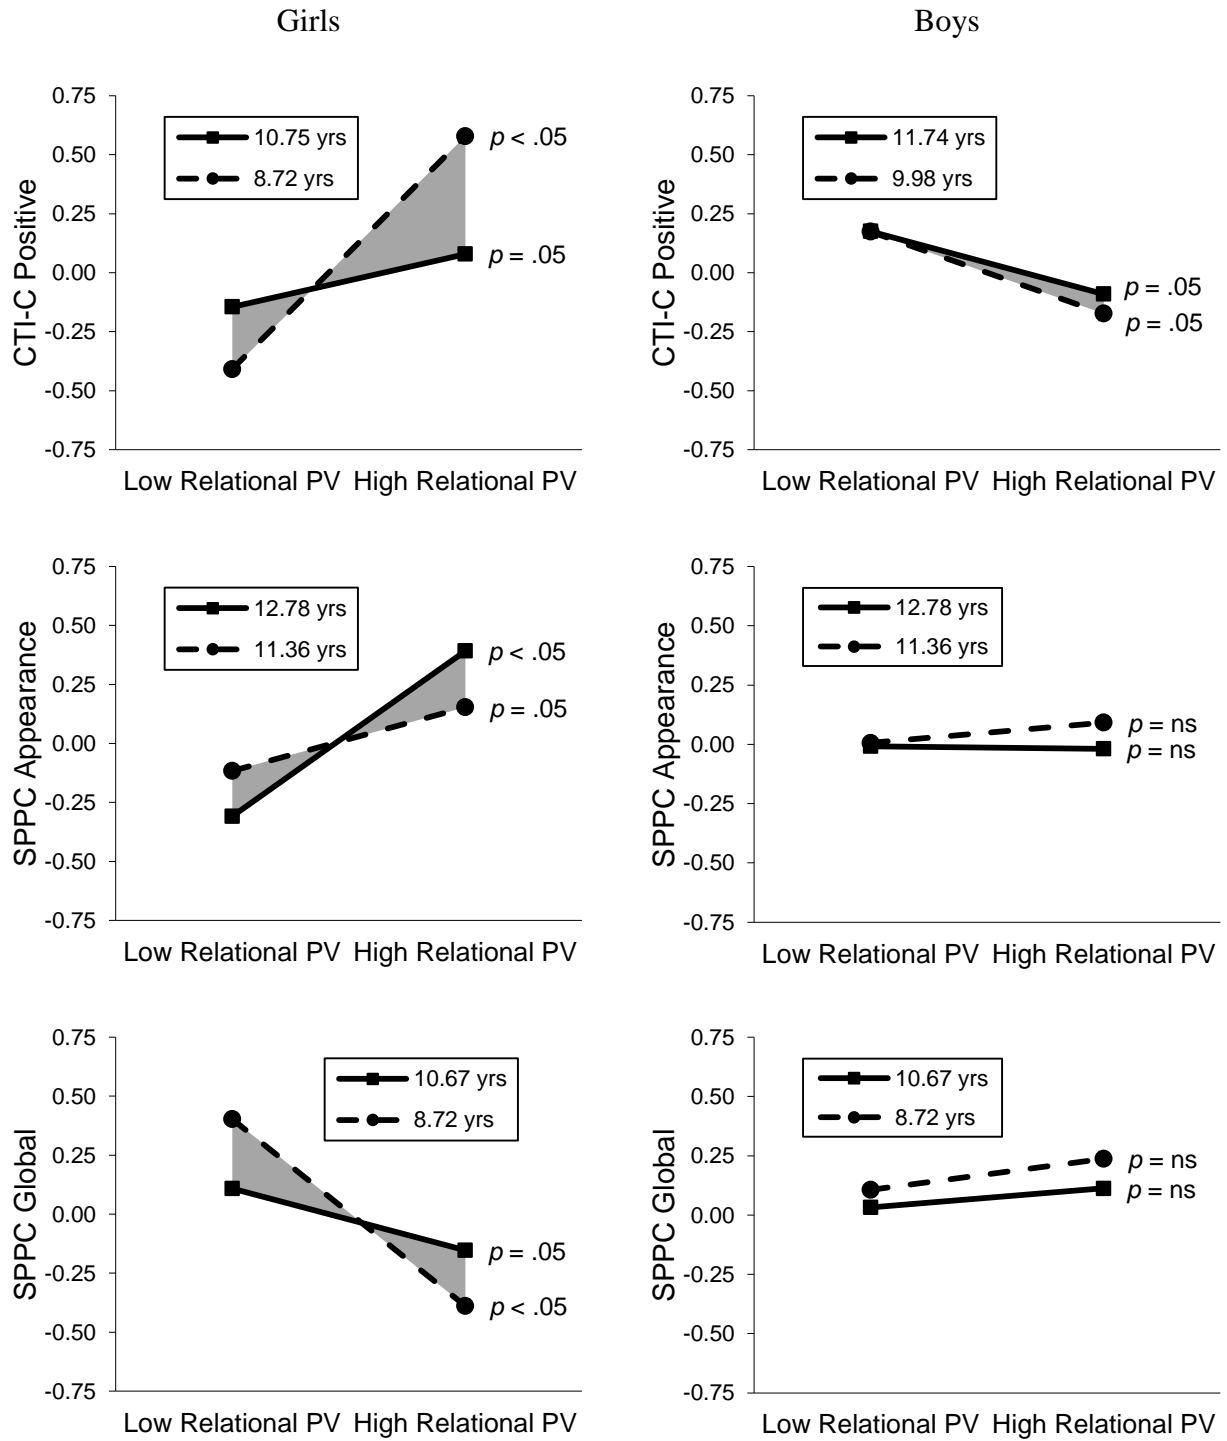 Girls
Boys
CTI-C Positive
0.75
0.50
0.25
0.00
-0.25
-0.50
-0.75
10.75 yrs
8.72 yrs
p < .05
p = .05
Low Relational PV High Relational PV
CTI-C Positive
0.75
0.50
0.25
0.00
-0.25
-0.50
-0.75
11.74 yrs
9.98 yrs
p = .05
p = .05
Low Relational PV High Relational PV
SPPC Appearance
0.75
0.50
0.25
0.00
-0.25
-0.50
-0.75
12.78 yrs
11.36 yrs
p < .05
p = .05
Low Relational PV High Relational PV
SPPC Appearance
0.75
0.50
0.25
0.00
-0.25
-0.50
-0.75
12.78 yrs
11.36 yrs
p = ns
p = ns
Low Relational PV High Relational PV
SPPC Global
0.75
0.50
0.25
0.00
-0.25
-0.50
-0.75
10.67 yrs
8.72 yrs
p = .05
p < .05
Low Relational PV High Relational PV
SPPC Global
0.75
0.50
0.25
0.00
-0.25
-0.50
-0.75
10.67 yrs
8.72 yrs
p = ns
p = ns
Low Relational PV High Relational PV